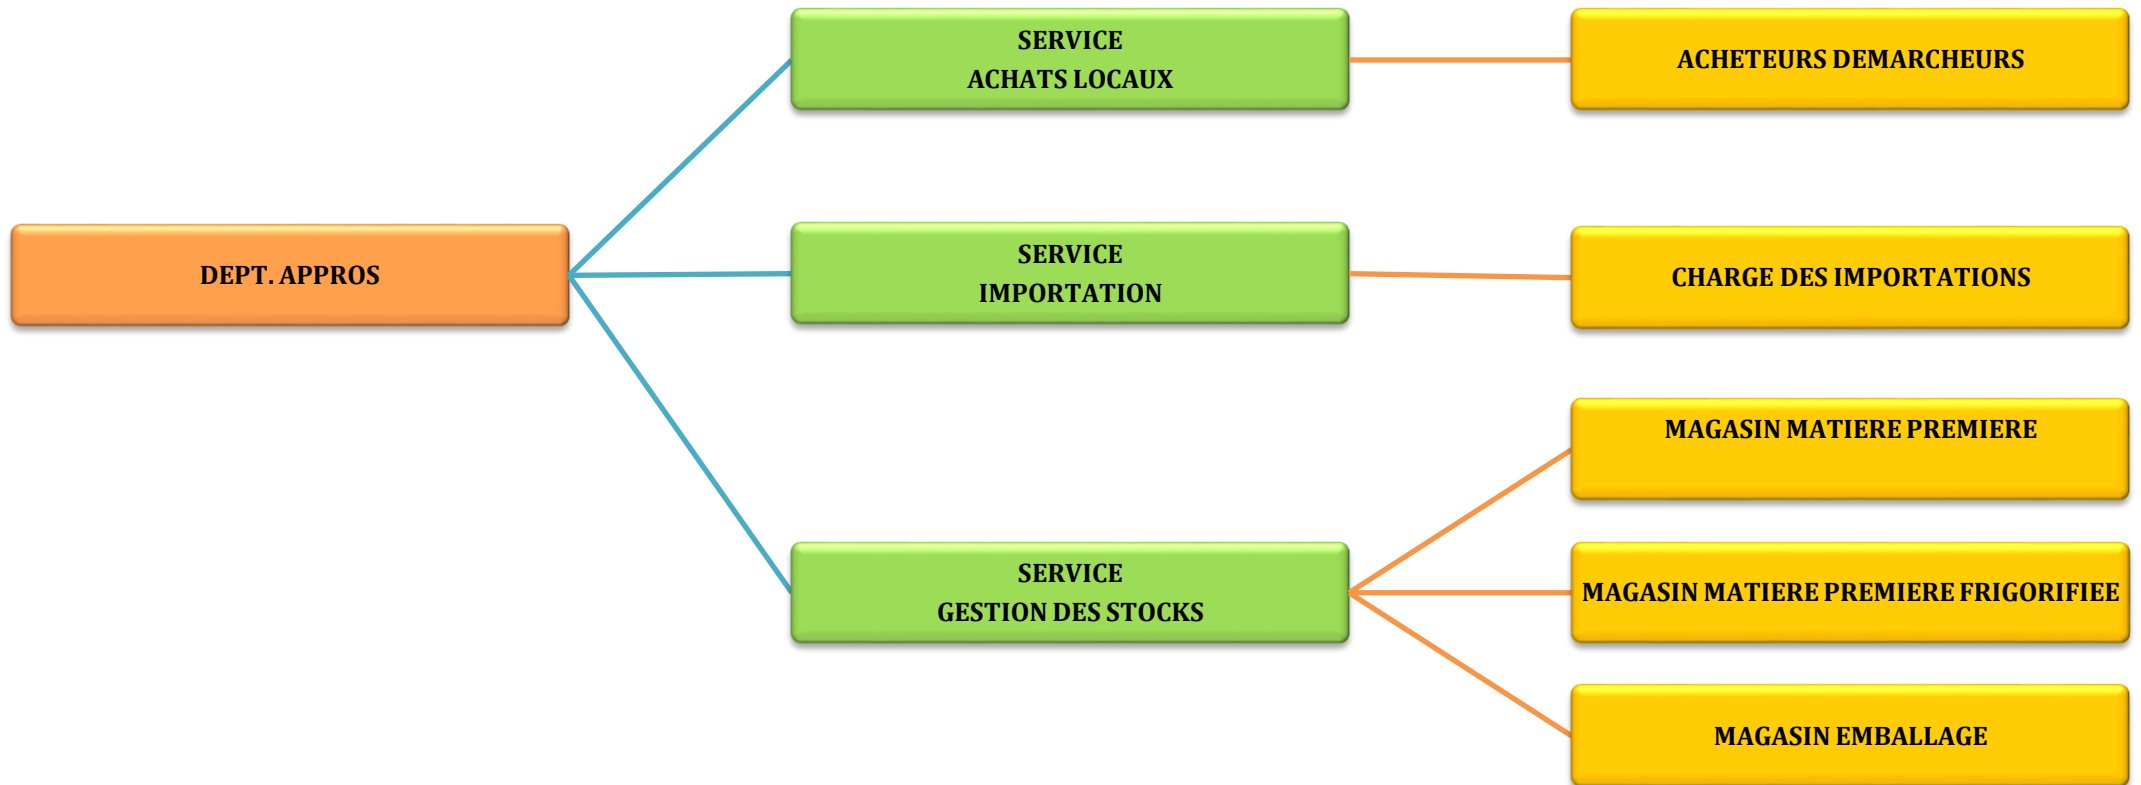 DEPT. APPROS
SERVICE
ACHATS LOCAUX
ACHETEURS DEMARCHEURS
SERVICE
IMPORTATION
CHARGE DES IMPORTATIONS
SERVICE
GESTION DES STOCKS
MAGASIN MATIERE PREMIERE
MAGASIN MATIERE PREMIERE FRIGORIFIEE
MAGASIN EMBALLAGE